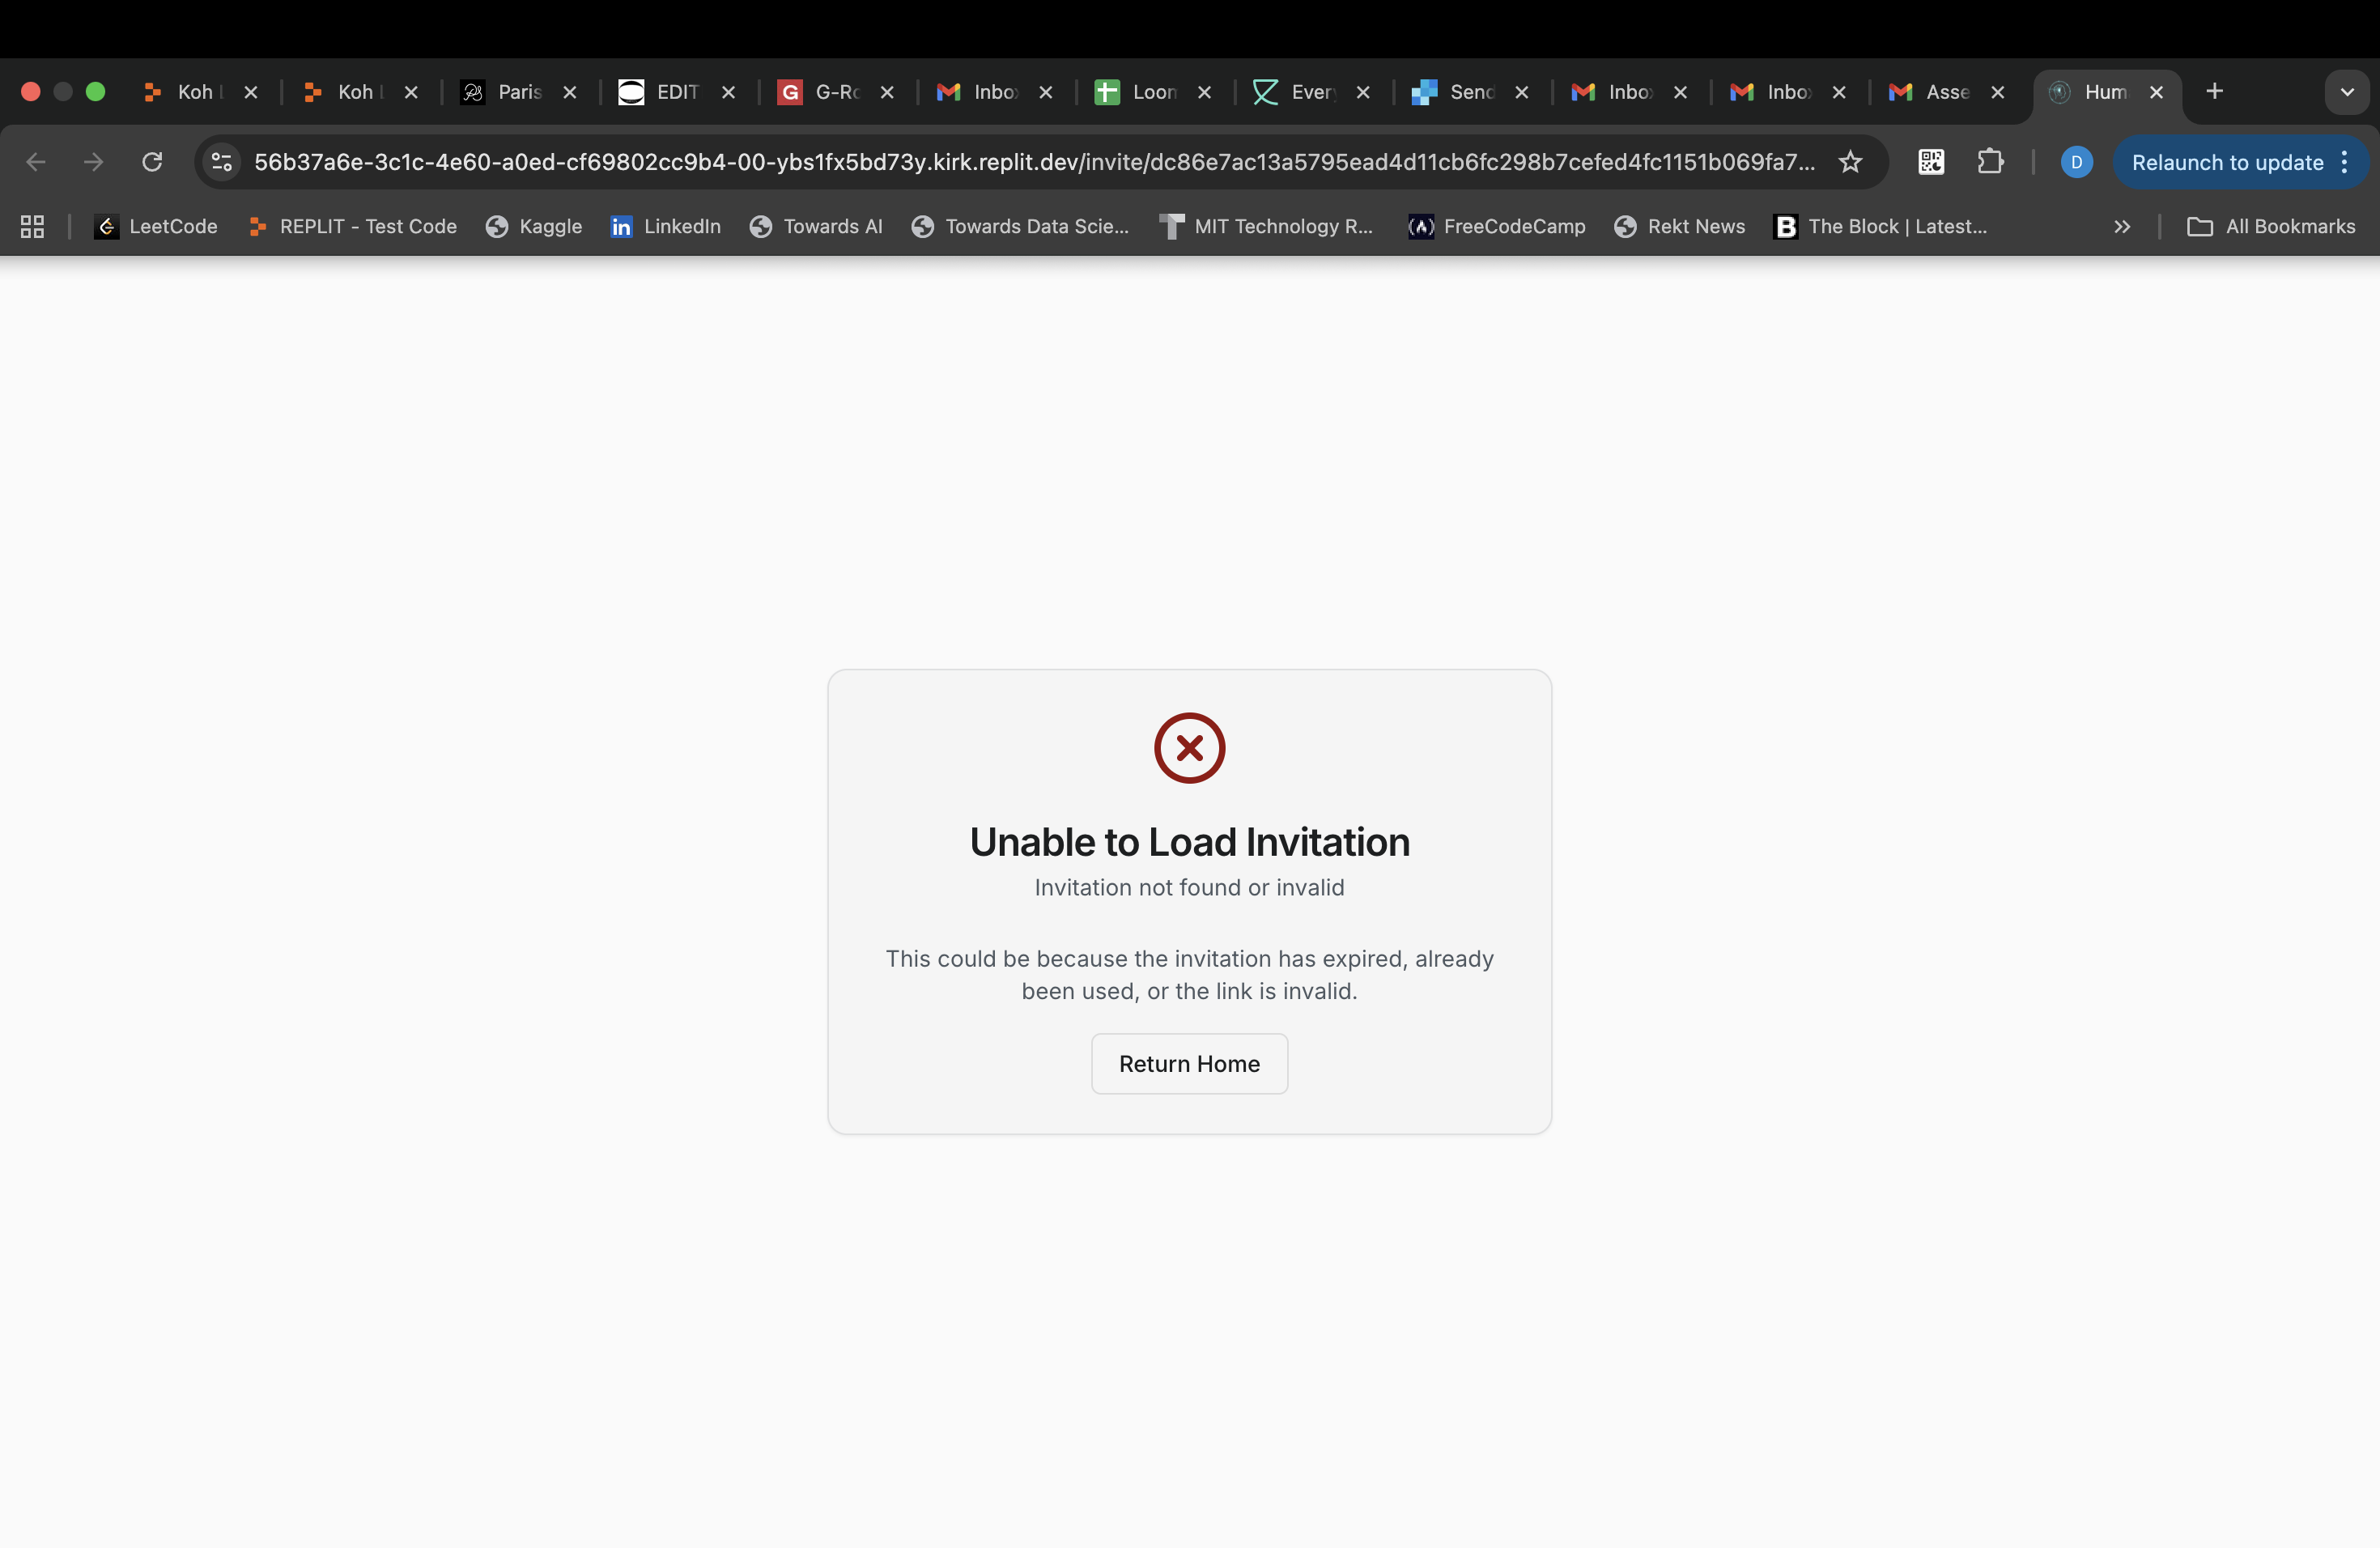 Koh L
Koh L
Paris
EDIT
G-Ro
Inbox
Loom
Every
Send
Inbox
Inbox
Asse
Hum
56b37a6e-3c1c-4e60-a0ed-cf69802cc9b4-00-ybs1fx5bd73y.kirk.replit.dev/invite/dc86e7ac13a5795ead4d11cb6fc298b7cefed4fc1151b069fa7...
D
Relaunch to update
LeetCode
REPLIT - Test Code
Kaggle
LinkedIn
Towards AI
Towards Data Scie...
MIT Technology R...
FreeCodeCamp
Rekt News
The Block | Latest...
All Bookmarks
Unable to Load Invitation
Invitation not found or invalid
This could be because the invitation has expired, already
been used, or the link is invalid.
Return Home